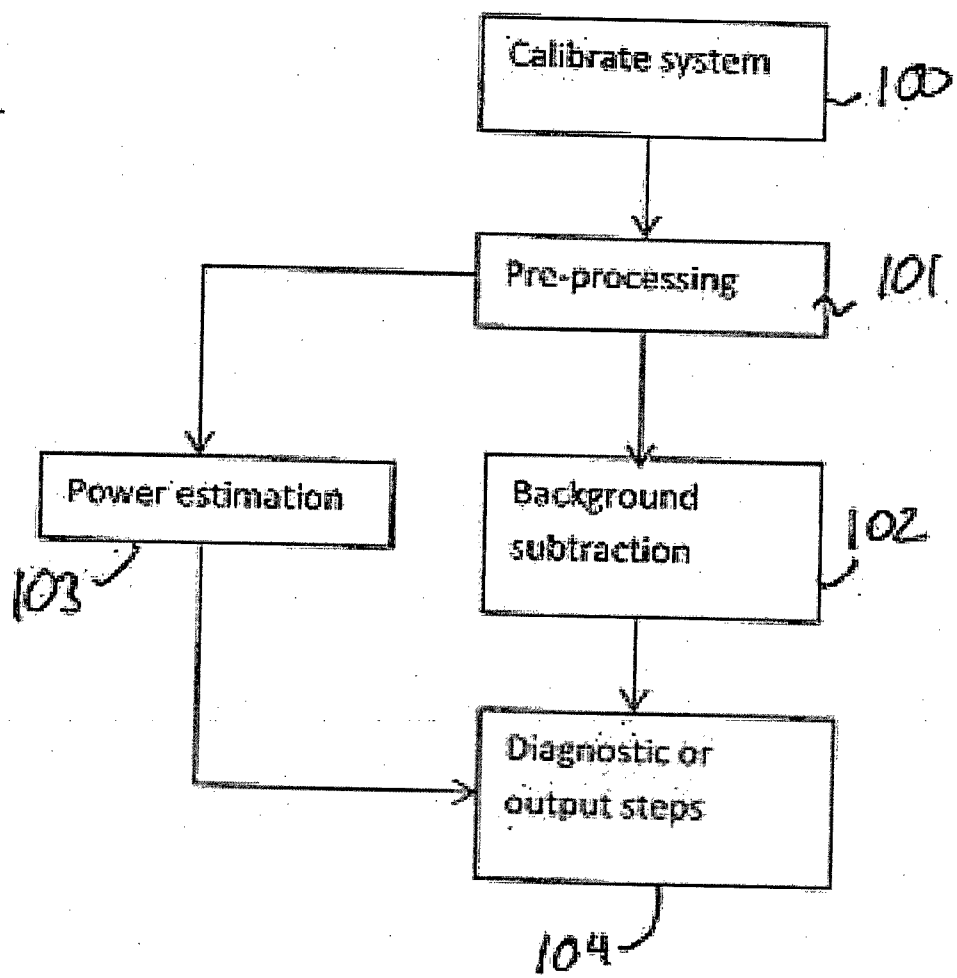 Calibrate system
100
Pre-processing
101
Power estimation
103
Background
subtraction
102
Diagnostic or
output steps
104